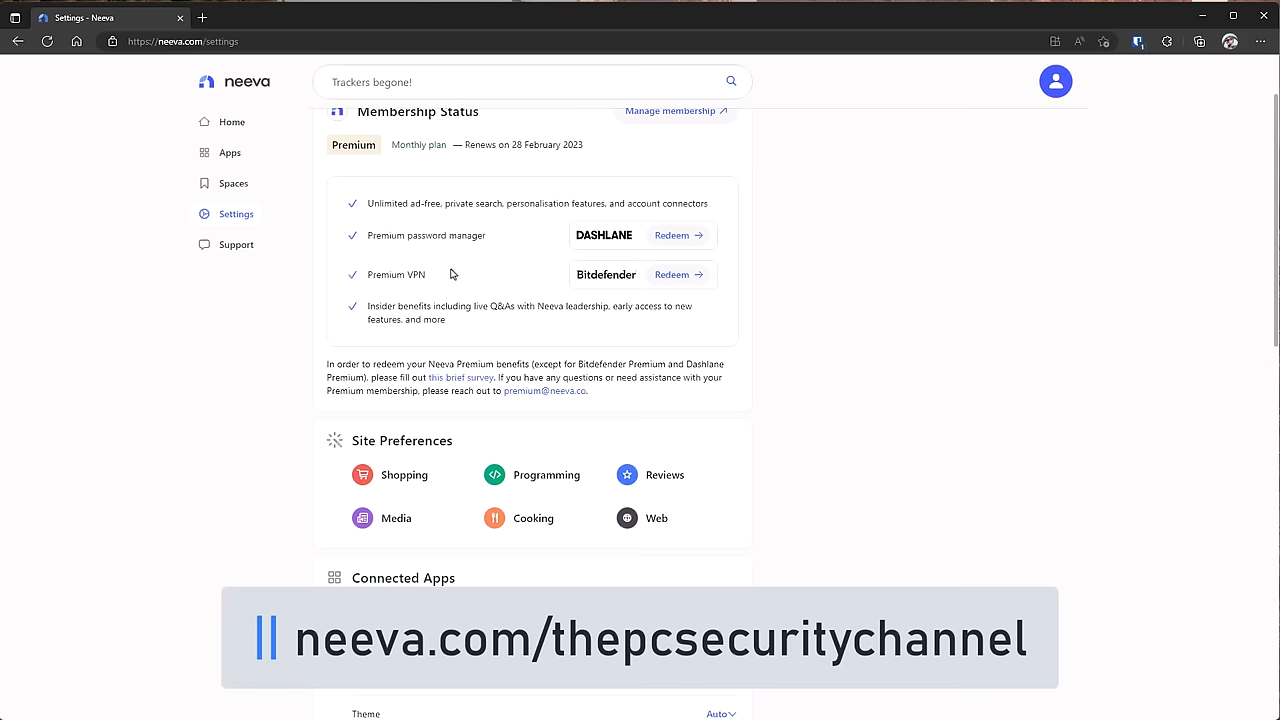 Settings - Neeva
https://neeva.com/settings
neeva
Trackers begone!
Home
Apps
Spaces
Settings
Support
Membership Status
Manage membership
Premium
Monthly plan
— Renews on 28 February 2023
Unlimited ad-free, private search, personalisation features, and account connectors
Premium password manager
DASHLANE
Redeem
Premium VPN
Bitdefender
Redeem
Insider benefits including live Q&As with Neeva leadership, early access to new
features, and more
In order to redeem your Neeva Premium benefits (except for Bitdefender Premium and Dashlane
Premium), please fill out this brief survey. If you have any questions or need assistance with your
Premium membership, please reach out to premium@neeva.co.
Site Preferences
Shopping
Programming
Reviews
Media
Cooking
Web
Connected Apps
neeva.com/thepcsecuritychannel
Theme
Auto